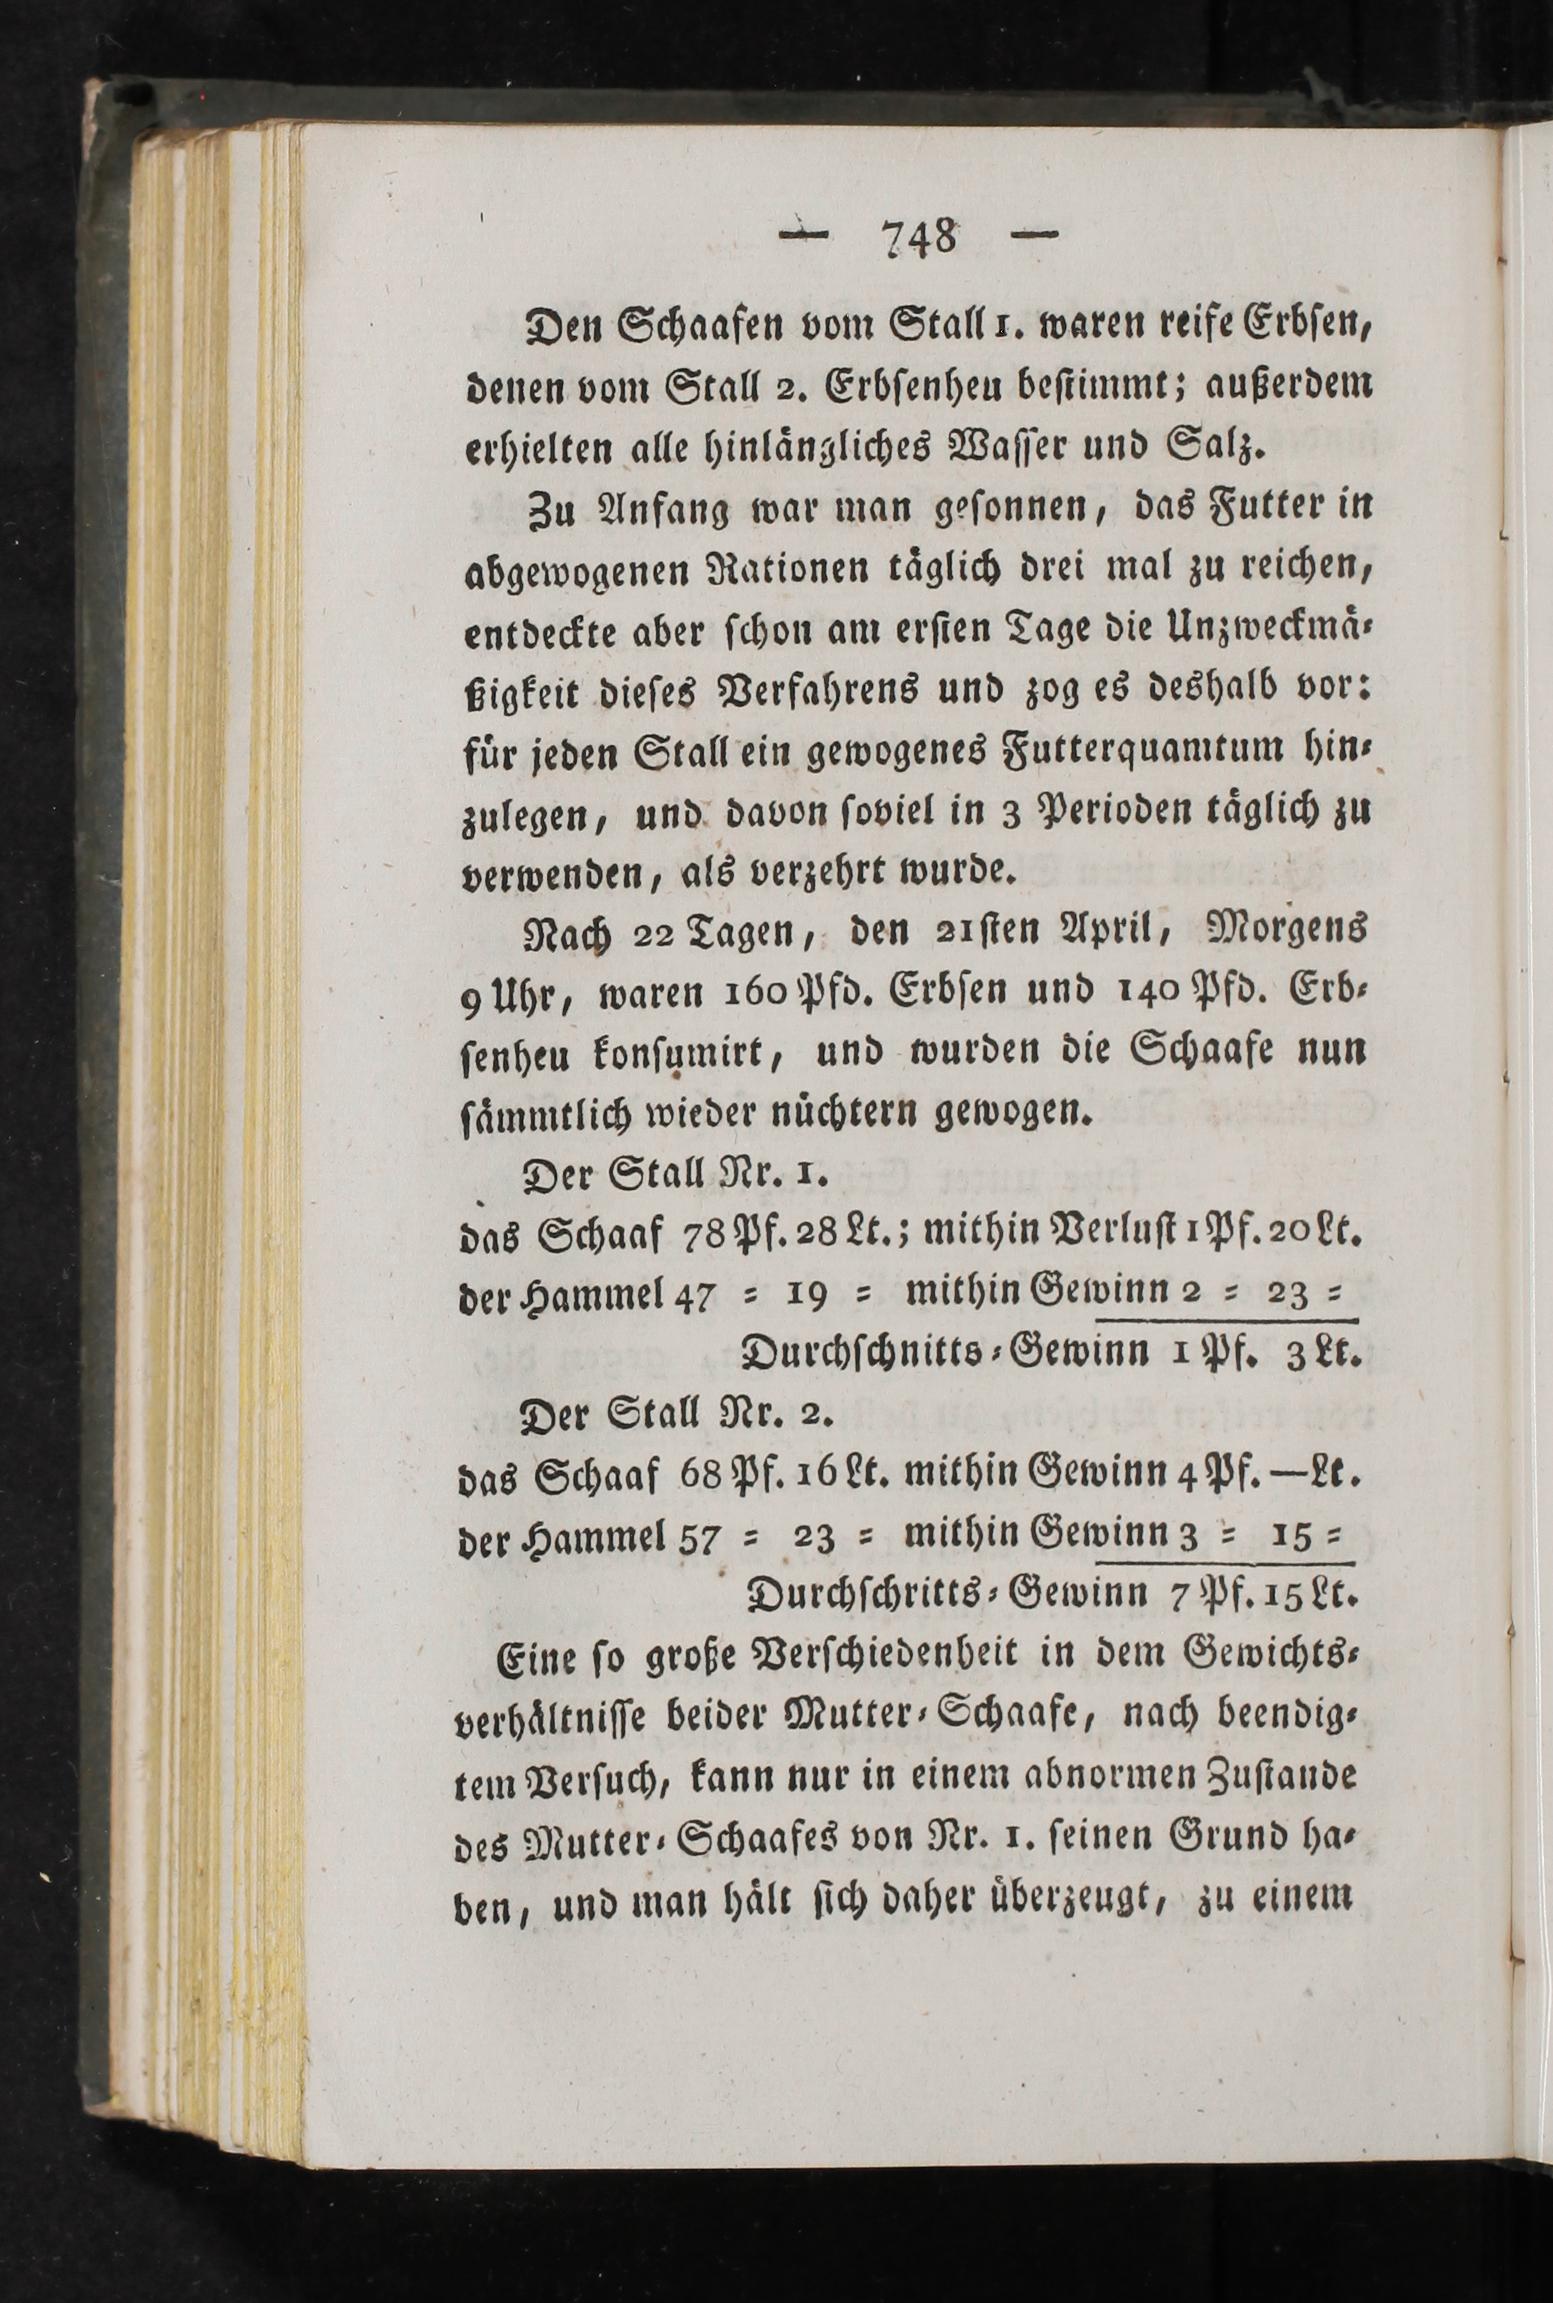 — 748 —
Den Schaafen vom Stall 1. waren reife Erbſen,
denen vom Stall 2. Erbſenheu beſtimmt; außerdem
erhielten alle hinlängliches Waſſer und Salz.
Zu Anfang war man geſonnen, das Futter in
abgewogenen Rationen täglich drei mal zu reichen,
entdeckte aber ſchon am erſten Tage die Unzweckmä⸗
ßigkeit dieſes Verfahrens und zog es deshalb vor:
für jeden Stall ein gewogenes Futterquamtum hin⸗
zulegen, und davon ſoviel in 3 Perioden täglich zu
verwenden, als verzehrt wurde.
Nach 22 Tagen, den 21ſten April, Morgens
9 Uhr, waren 160 Pfd. Erbſen und 140 Pfd. Erb⸗
ſenheu konſumirt, und wurden die Schaafe nun
ſämmtlich wieder nüchtern gewogen.
Der Stall Nr. 1.
das Schaaf 78 Pf. 28 Lt.; mithin Verluſt 1 Pf. 20 Lt.
der Hammel 47 ⸗ 19 ⸗ mithin Gewinn 2 ⸗ 23 ⸗
Durchſchnitts⸗Gewinn 1 Pf. 3 Lt.
Der Stall Nr. 2.
das Schaaf 68 Pf. 16 Lt. mithin Gewinn 4 Pf. — Lt.
der Hammel 57 ⸗ 23 ⸗ mithin Gewinn 3 ⸗ 15 ⸗
Durchſchritts⸗Gewinn 7 Pf. 15 Lt.
Eine ſo große Verſchiedenheit in dem Gewichts⸗
verhältniſſe beider Mutter⸗Schaafe, nach beendig⸗
tem Verſuch, kann nur in einem abnormen Zuſtande
des Mutter⸗Schaafes von Nr. 1. ſeinen Grund ha⸗
ben, und man hält ſich daher überzeugt, zu einem